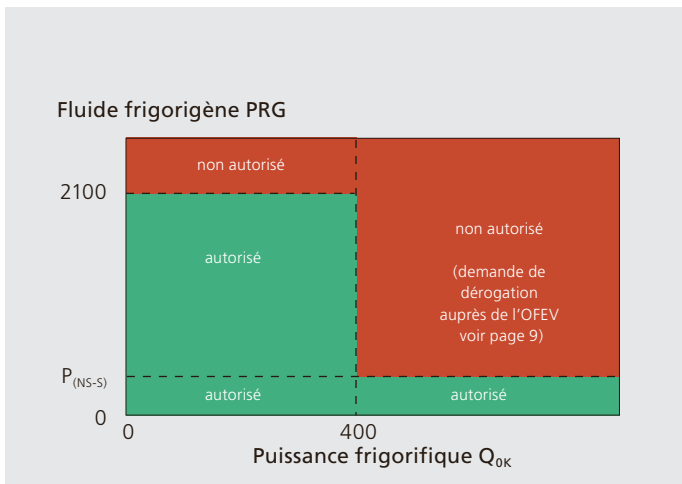 Fluide frigorigène PRG
non autorisé
2100
autorisé
non autorisé
(demande de
dérogation
auprès de l'OFEV
voir page 9)
P(NS-S)
autorisé
autorisé
0
0
400
Puissance frigorifique Q0K